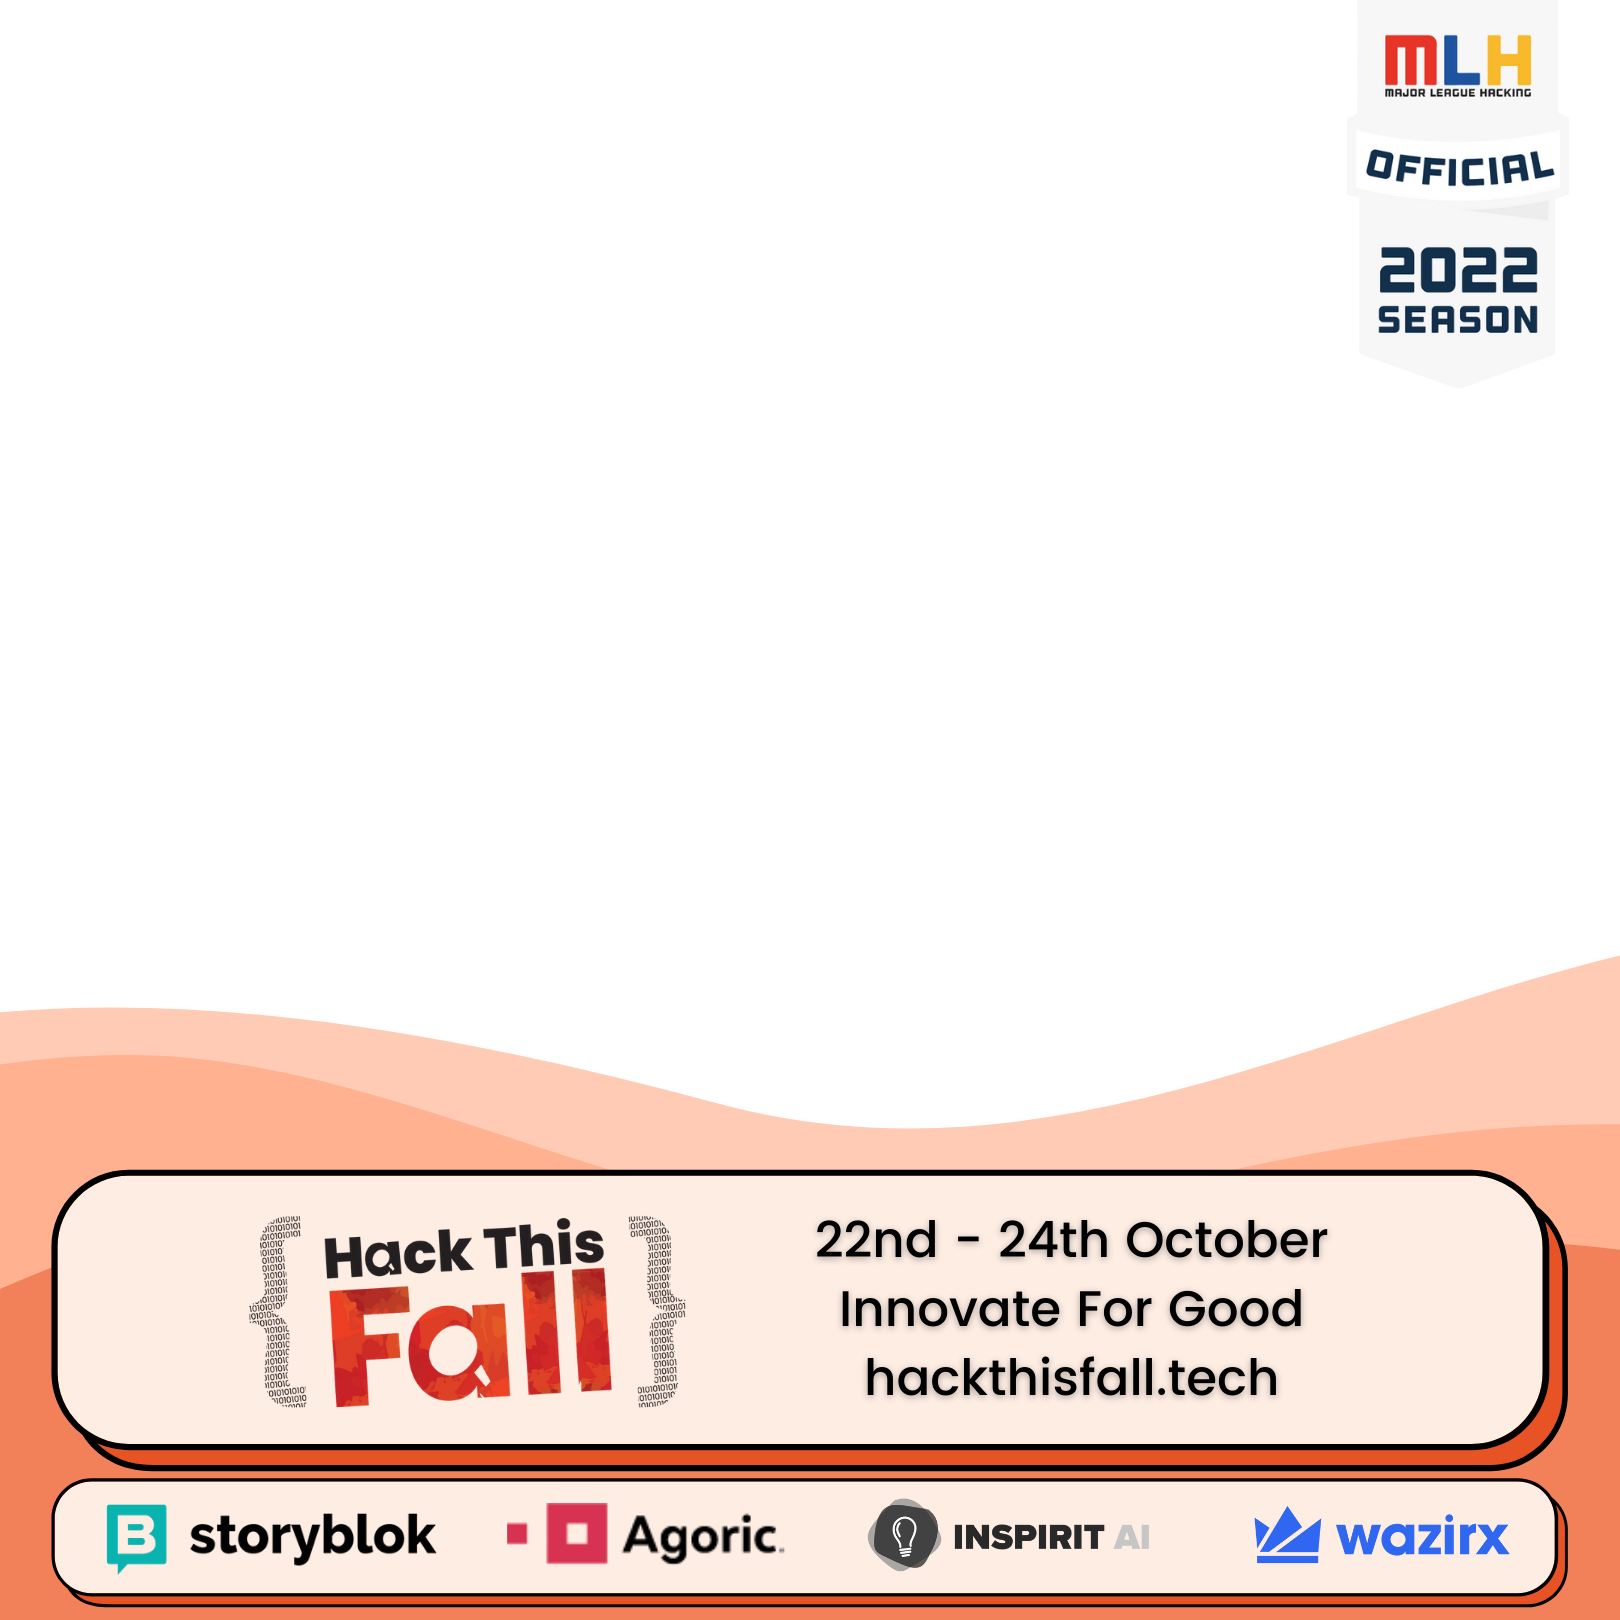 MLH
MAJOR LEAGUE HACKING
OFFICIAL
2022
SEASON
Hack This
Fall
22nd - 24th October
Innovate For Good
hackthisfall.tech
storyblok
Agoric.
INSPIRIT AI
wazirx